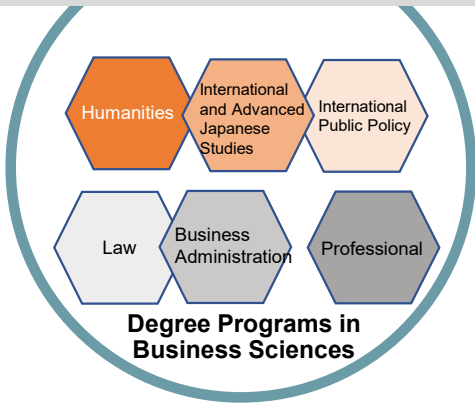 Humanities
International
and Advanced
Japanese
Studies
International
Public Policy
Law
Business
Administration
Professional
Degree Programs in
Business Sciences